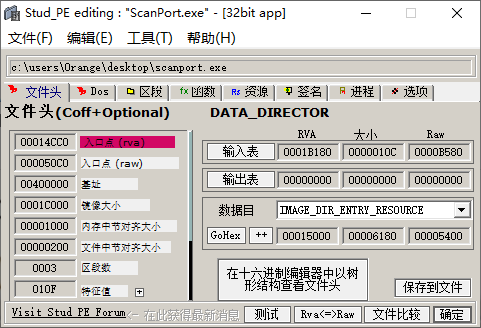 Stud_PE editing : "ScanPort.exe" - [32bit app]
文件(F) 编辑(E) 工具(T) 帮助(H)
c:\users\Orange\desktop\scanport.exe
文件头 Dos 区段 fx 函数 Rs 资源 签名 进程 选项
文件头(Coff+Optional) DATA_DIRECTOR
RVA 大小 Raw
00014CC0 入口点 (rva)
输入表 0001B180 0000010C 0000B580
000050C0 入口点 (raw)
输出表 00000000 00000000 00000000
00400000 基址
0001C000 镜像大小
数据目 IMAGE_DIR_ENTRY_RESOURCE
00001000 内存中节对齐大小
GoHex ++ 00015000 00006180 00005400
00000200 文件中节对齐大小
0003 区段数
在十六进制编辑器中以树形结构查看文件头
010F 特征值 +
保存到文件
Visit Stud PE Forum <- 在此获得最新消息 测试 Rva<=>Raw 文件比较 确定